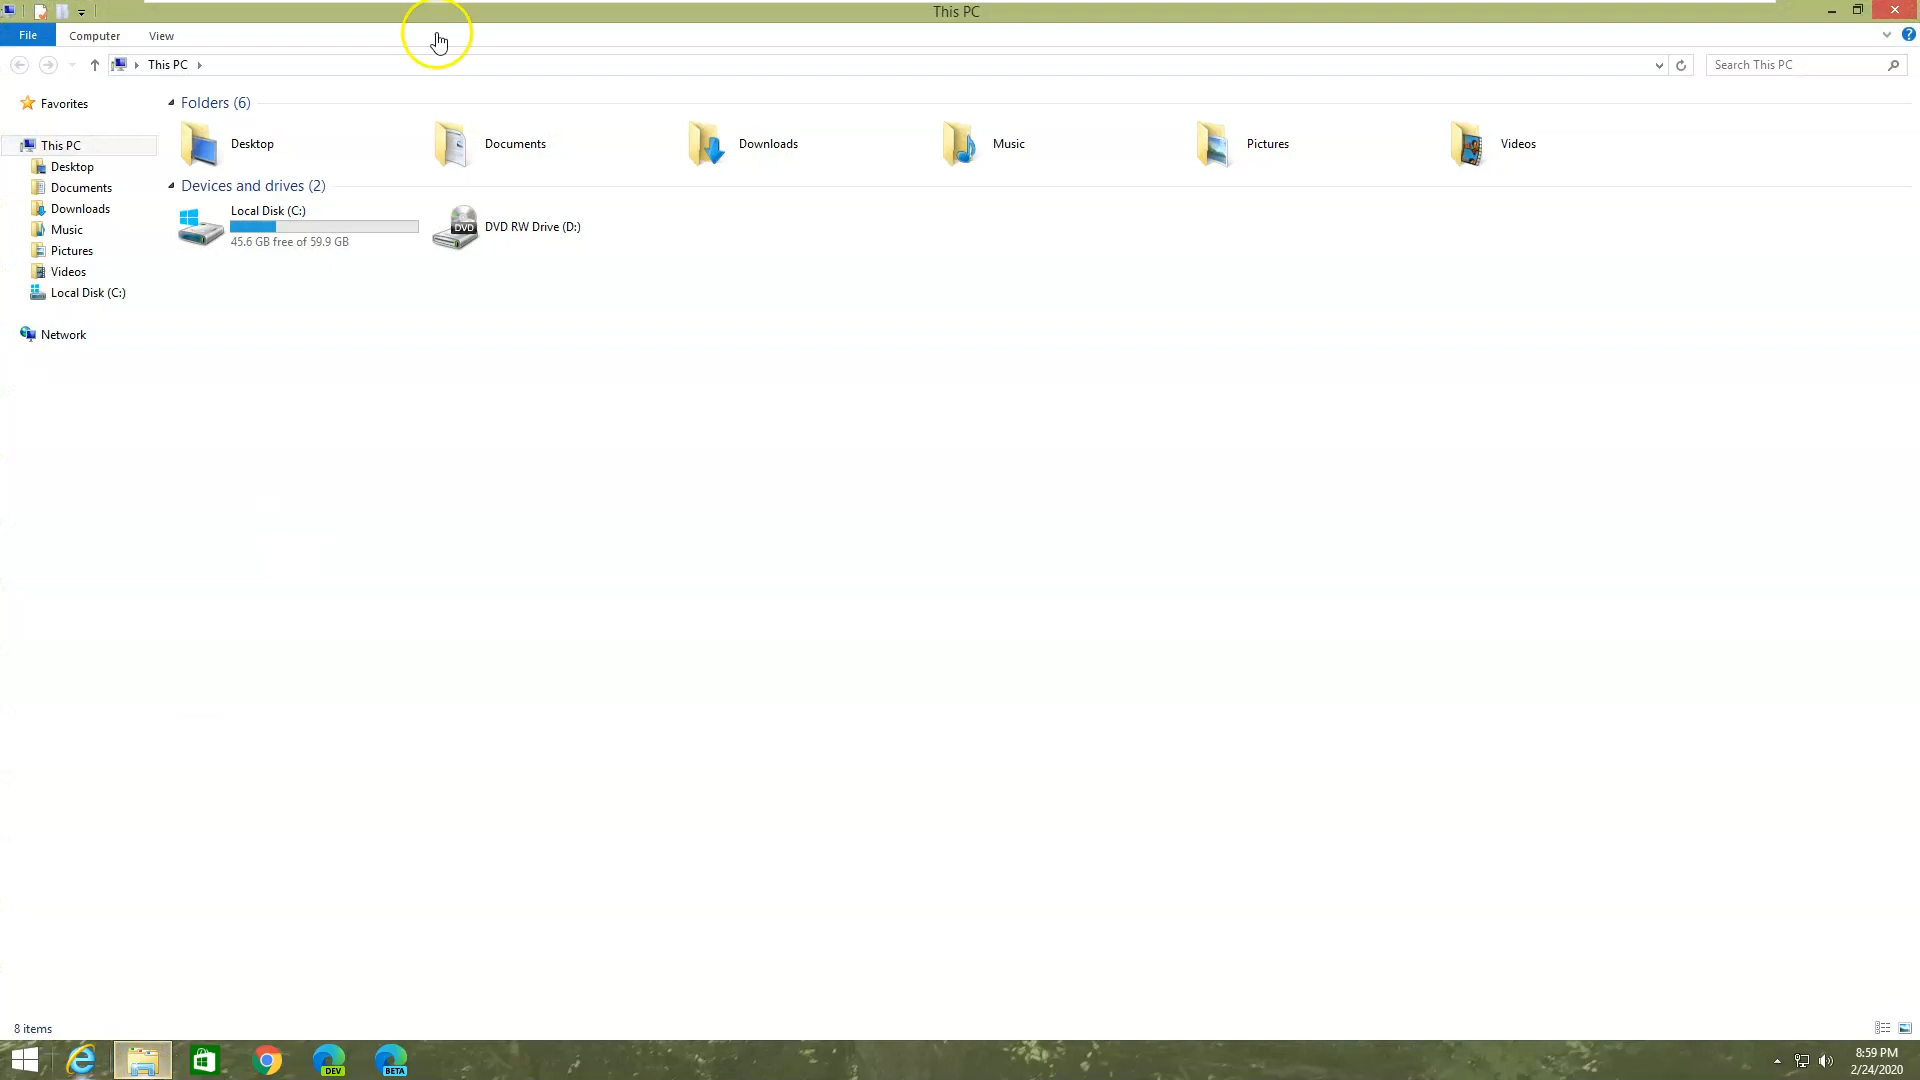 This PC
File Computer View
This PC
Search This PC
Favorites
This PC
Desktop
Documents
Downloads
Music
Pictures
Videos
Local Disk (C:)
Network
Folders (6)
Desktop Documents Downloads Music Pictures Videos
Devices and drives (2)
Local Disk (C:)
45.6 GB free of 59.9 GB
DVD
DVD RW Drive (D:)
8 items
DEV
BETA
8:59 PM
2/24/2020